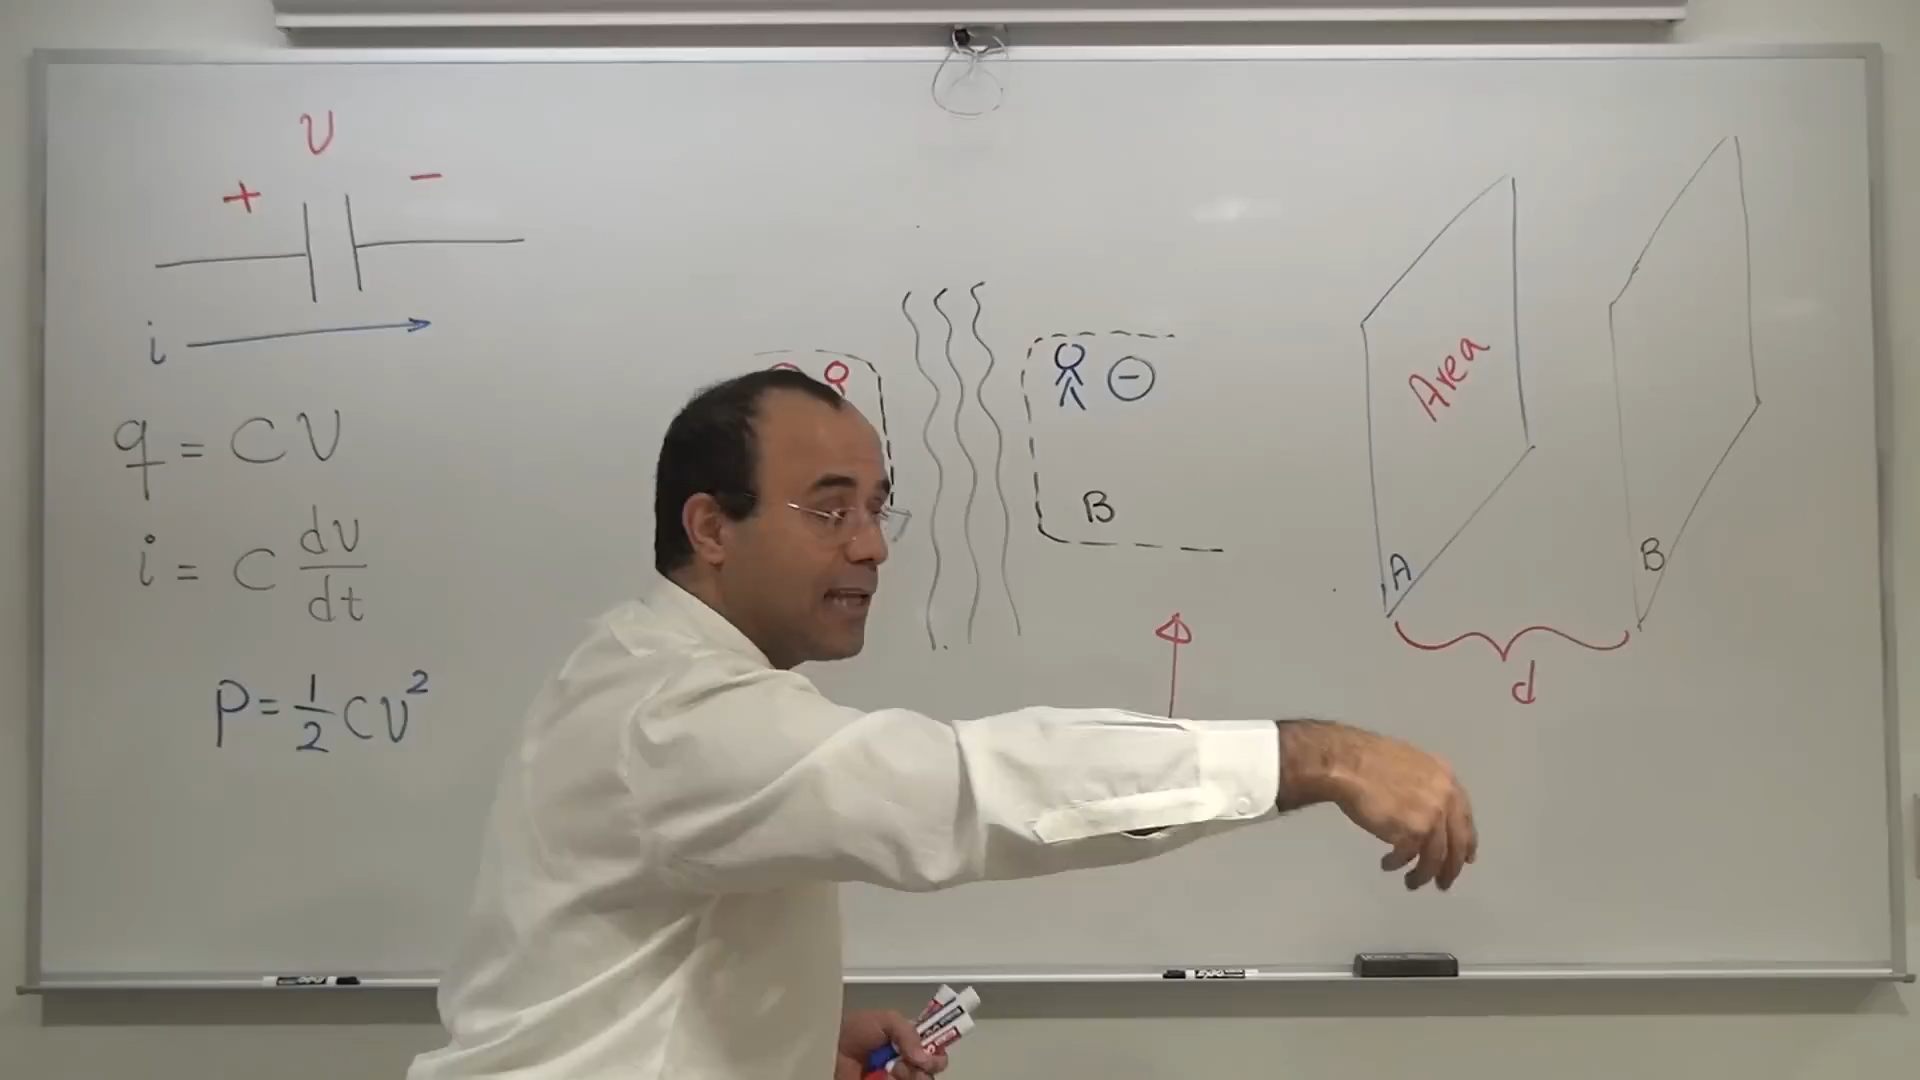 V
+ -
i
q = CV
i = C dV/dt
P = 1/2 CV²
-
B
Area
A
B
d